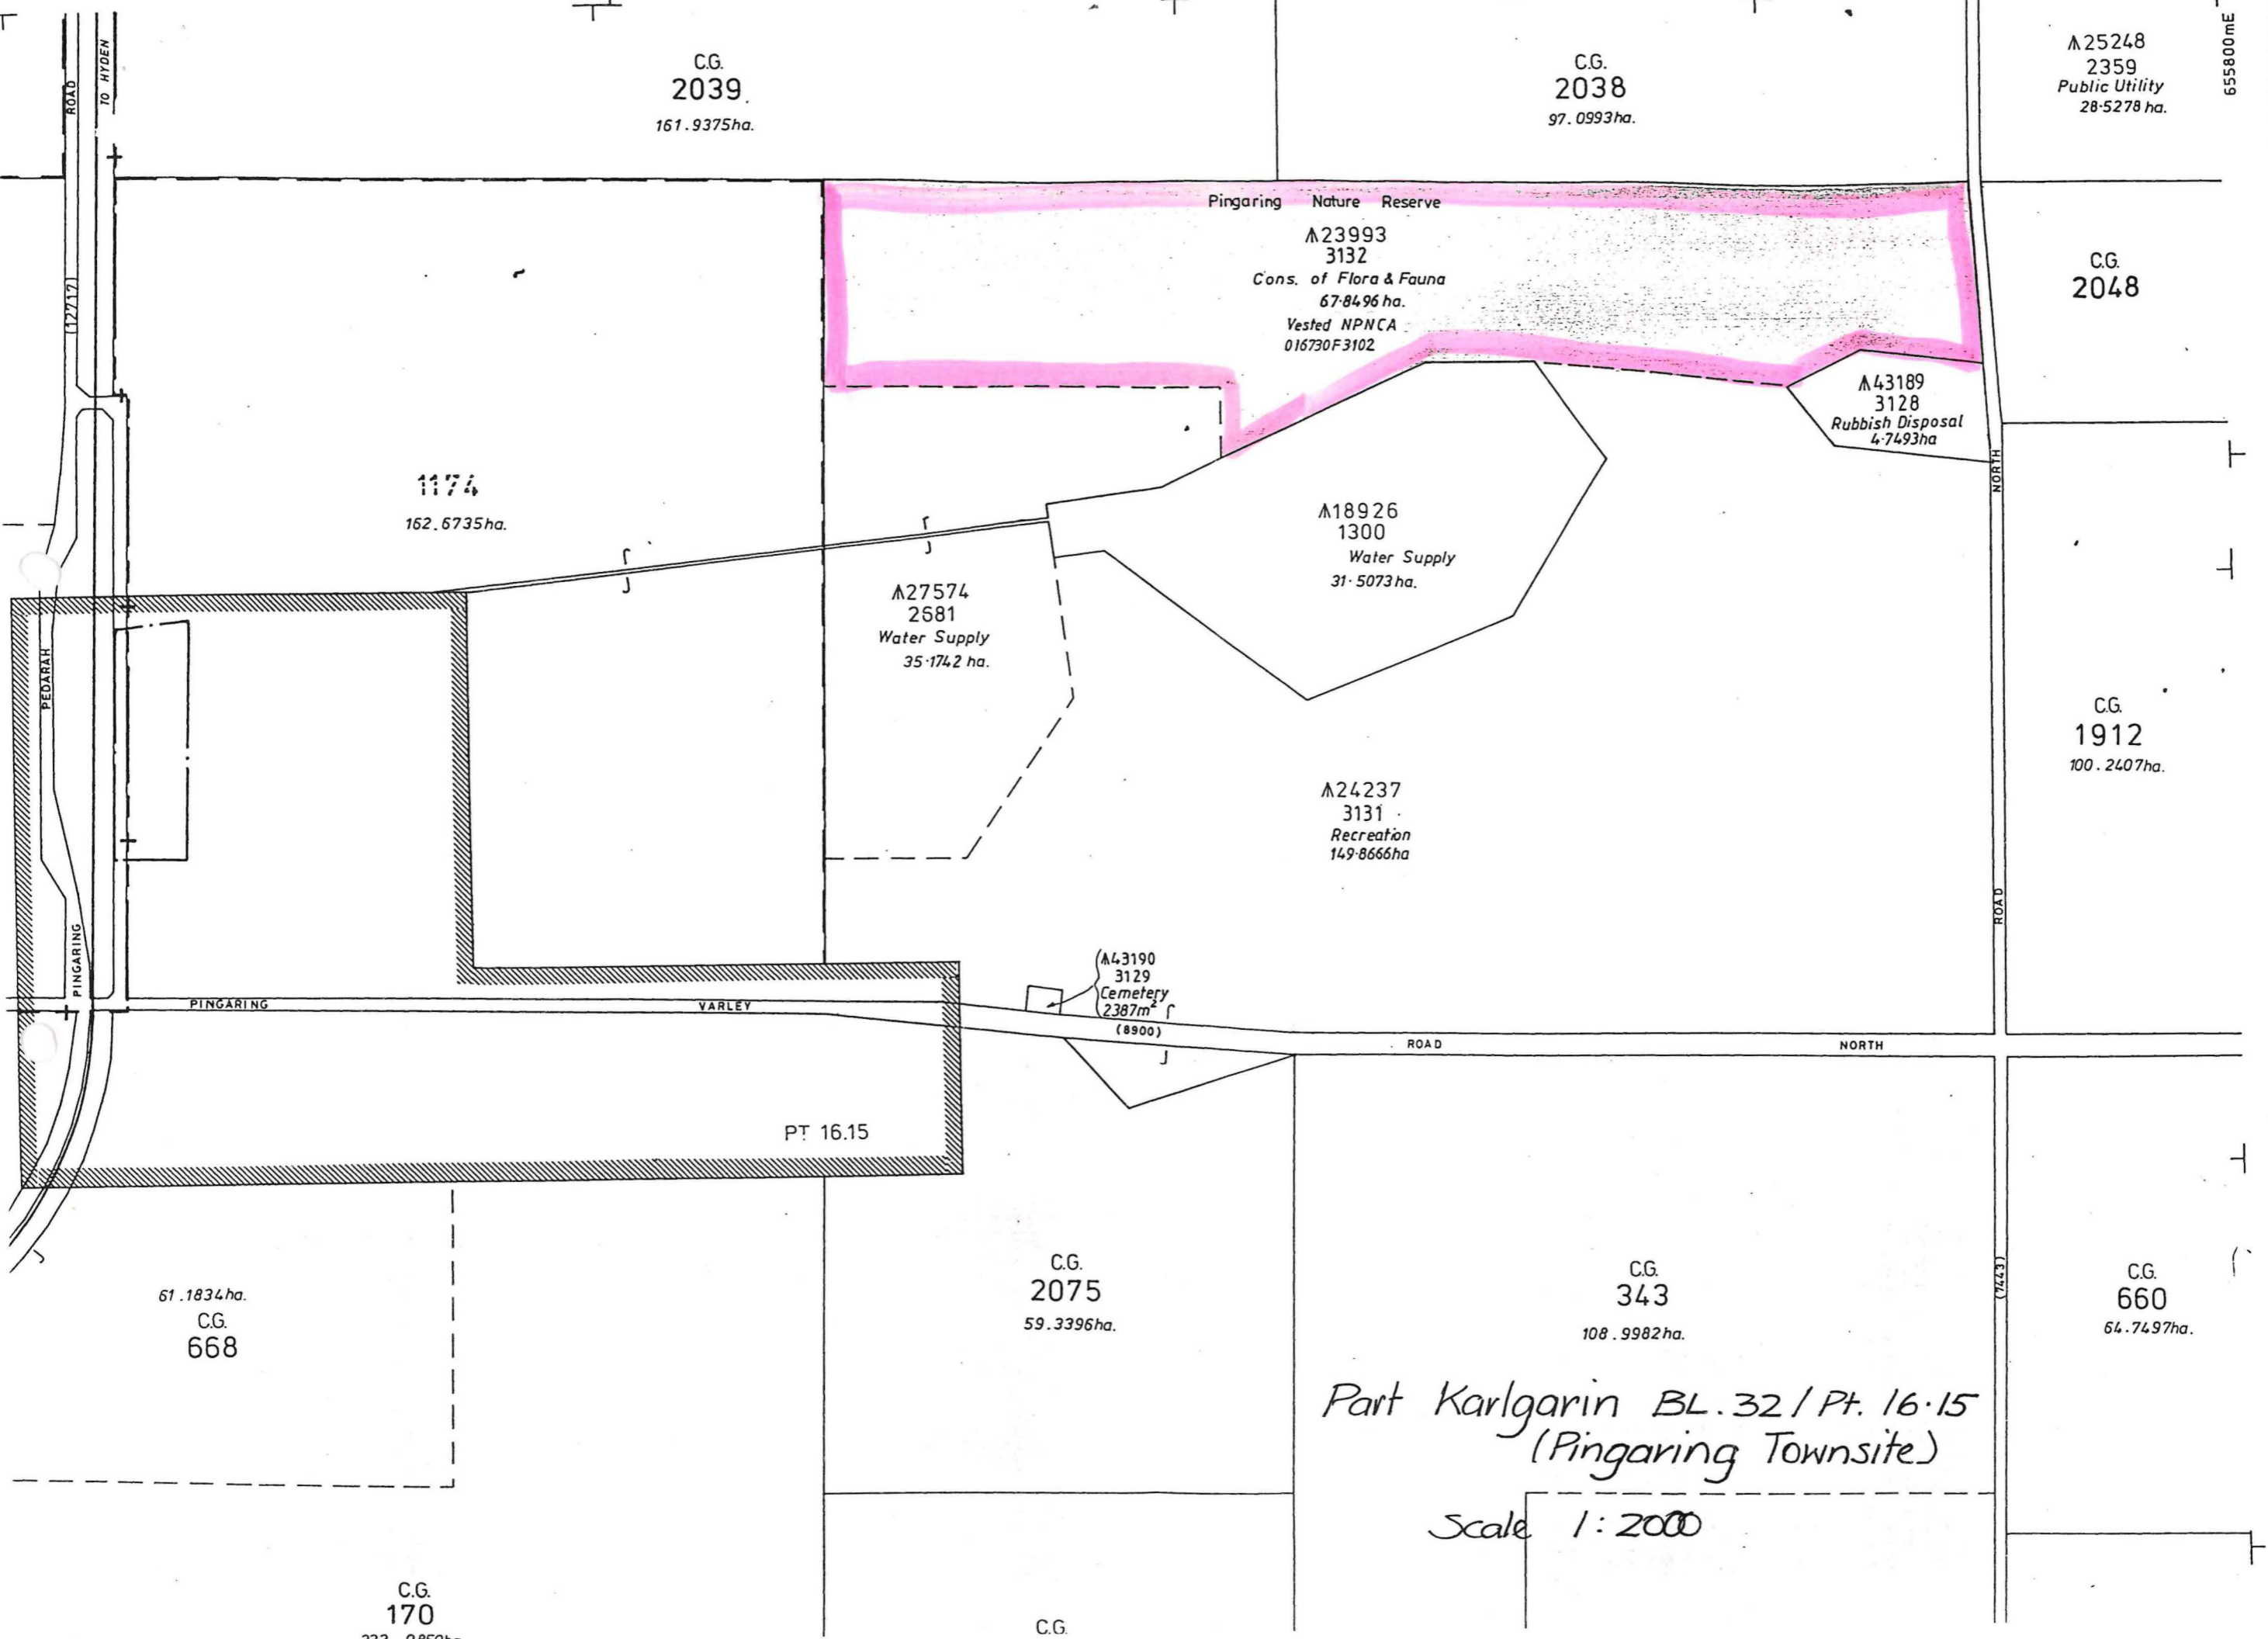 ROAD
TO HYDEN
(12717)
C.G.
2039
161.9375ha.
C.G.
2038
97.0993ha.
25248
2359
Public Utility
28·5278 ha.
655800mE
Pingaring Nature Reserve
23993
3132
Cons. of Flora & Fauna
67·8496 ha.
Vested NPNCA
016730F3102
C.G.
2048
43189
3128
Rubbish Disposal
4·7493ha
NORTH
1174
162.6735ha.
18926
1300
Water Supply
31·5073ha.
27574
2681
Water Supply
35·1742 ha.
PEDARAH
C.G.
1912
100.2407ha.
24237
3131
Recreation
149·8666ha
ROAD
PINGARING
43190
3129
Cemetery
2387m²
PINGARING
VARLEY
(8900)
ROAD
NORTH
PT 16.15
61.1834ha.
C.G.
668
C.G.
2075
59.3396ha.
C.G.
343
108.9982ha.
(7443)
C.G.
660
64.7497ha.
Part Karlgarin BL.32 / Pt. 16·15
(Pingaring Townsite)
Scale 1:2000
C.G.
170
C.G.